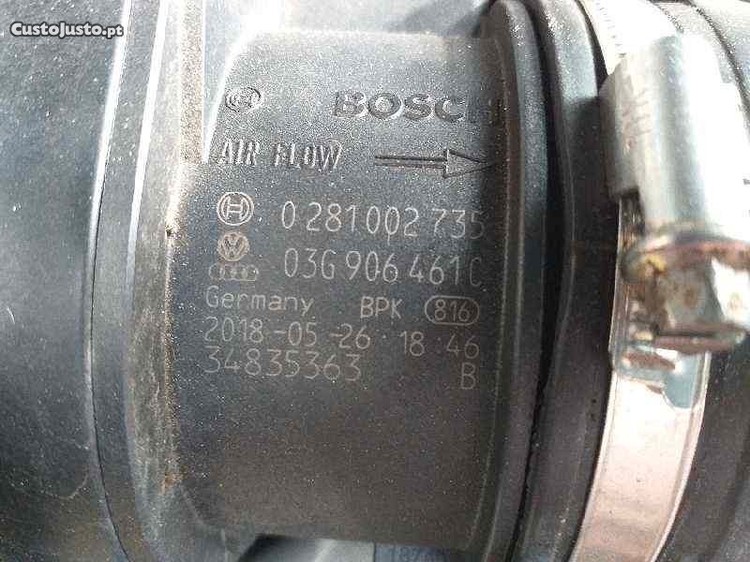 CustoJusto.pt
BOSCH
AIR FLOW
0 281 002 735
03G 906 461 C
Germany BPK 816
2018-05-26 18:46
34835363 B